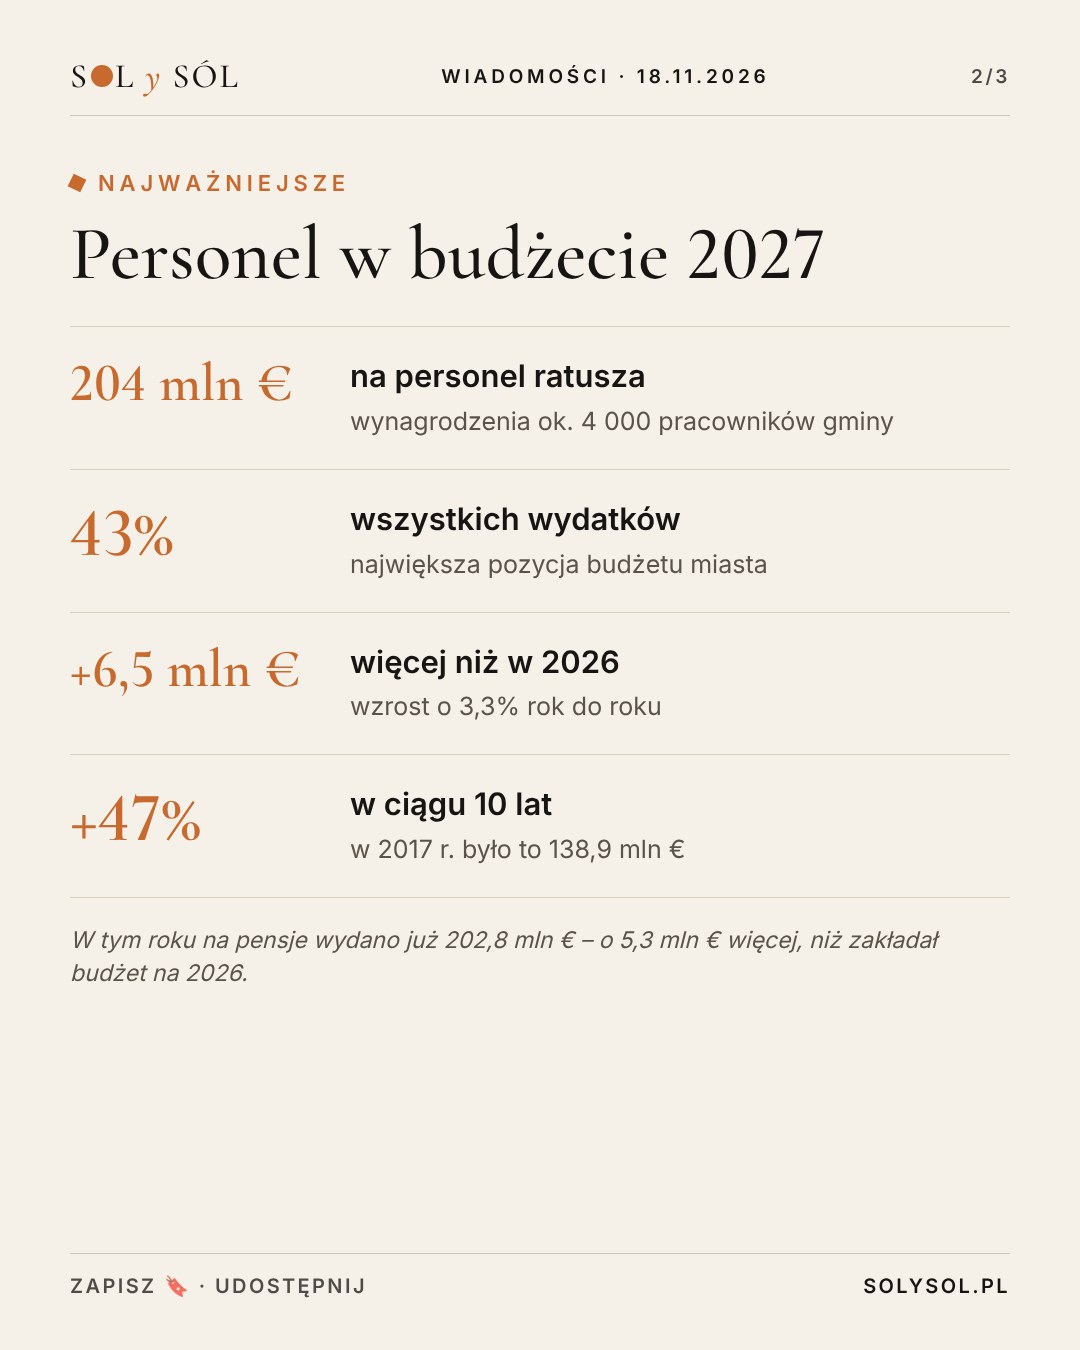 SOL y SÓL
WIADOMOŚCI · 18.11.2026
2/3
NAJWAŻNIEJSZE
Personel w budżecie 2027
204 mln €
na personel ratusza
wynagrodzenia ok. 4 000 pracowników gminy
43%
wszystkich wydatków
największa pozycja budżetu miasta
+6,5 mln €
więcej niż w 2026
wzrost o 3,3% rok do roku
+47%
w ciągu 10 lat
w 2017 r. było to 138,9 mln €
W tym roku na pensje wydano już 202,8 mln € – o 5,3 mln € więcej, niż zakładał
budżet na 2026.
ZAPISZ 🔖 · UDOSTĘPNIJ
SOLYSOL.PL